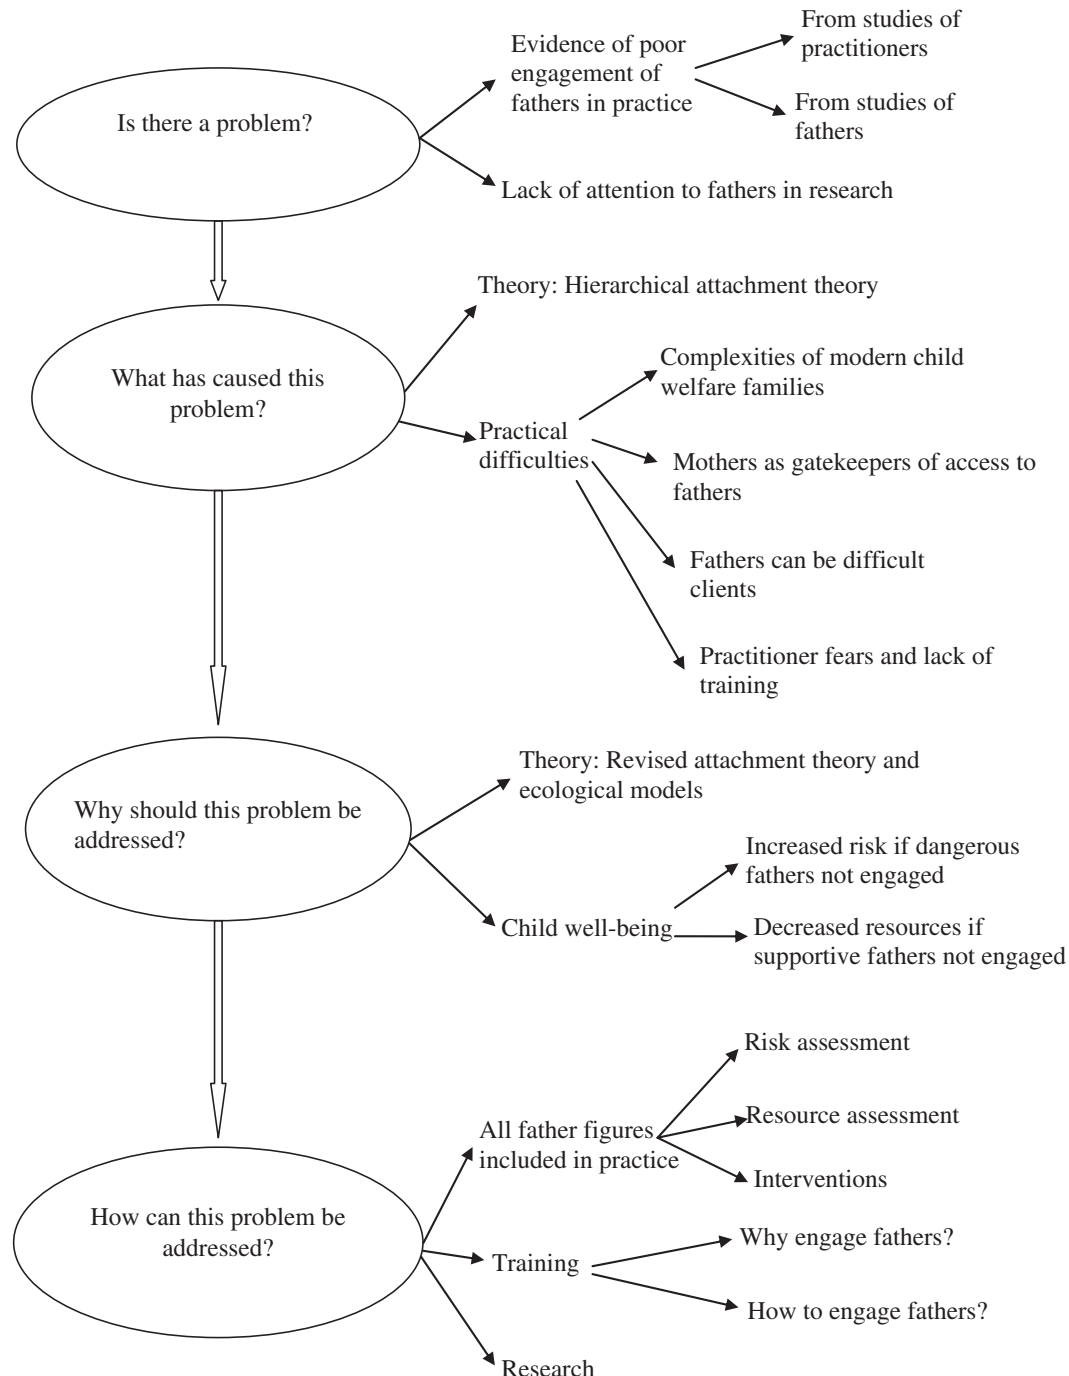 Is there a problem?
Evidence of poor
engagement of
fathers in practice
From studies of
practitioners
From studies of
fathers
Lack of attention to fathers in research
What has caused this
problem?
Theory: Hierarchical attachment theory
Practical
difficulties
Complexities of modern child
welfare families
Mothers as gatekeepers of access to
fathers
Fathers can be difficult
clients
Practitioner fears and lack of
training
Why should this problem be
addressed?
Theory: Revised attachment theory and
ecological models
Child well-being
Increased risk if dangerous
fathers not engaged
Decreased resources if
supportive fathers not engaged
How can this problem be
addressed?
All father figures
included in practice
Risk assessment
Resource assessment
Interventions
Training
Why engage fathers?
How to engage fathers?
Research